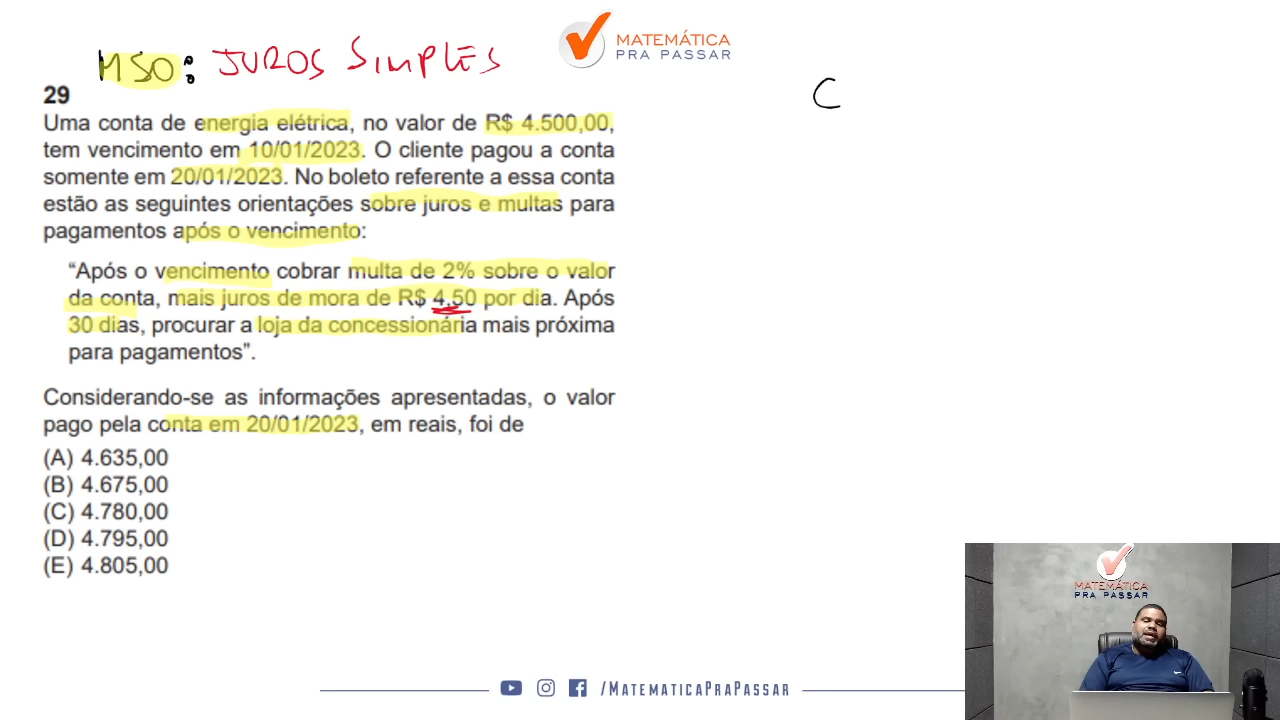 MSO: JUROS SIMPLES
MATEMÁTICA
PRA PASSAR
C
29
Uma conta de energia elétrica, no valor de R$ 4.500,00,
tem vencimento em 10/01/2023. O cliente pagou a conta
somente em 20/01/2023. No boleto referente a essa conta
estão as seguintes orientações sobre juros e multas para
pagamentos após o vencimento:
“Após o vencimento cobrar multa de 2% sobre o valor
da conta, mais juros de mora de R$ 4,50 por dia. Após
30 dias, procurar a loja da concessionária mais próxima
para pagamentos”.
Considerando-se as informações apresentadas, o valor
pago pela conta em 20/01/2023, em reais, foi de
(A) 4.635,00
(B) 4.675,00
(C) 4.780,00
(D) 4.795,00
(E) 4.805,00
MATEMÁTICA
PRA PASSAR
/MATEMATICAPRAPASSAR